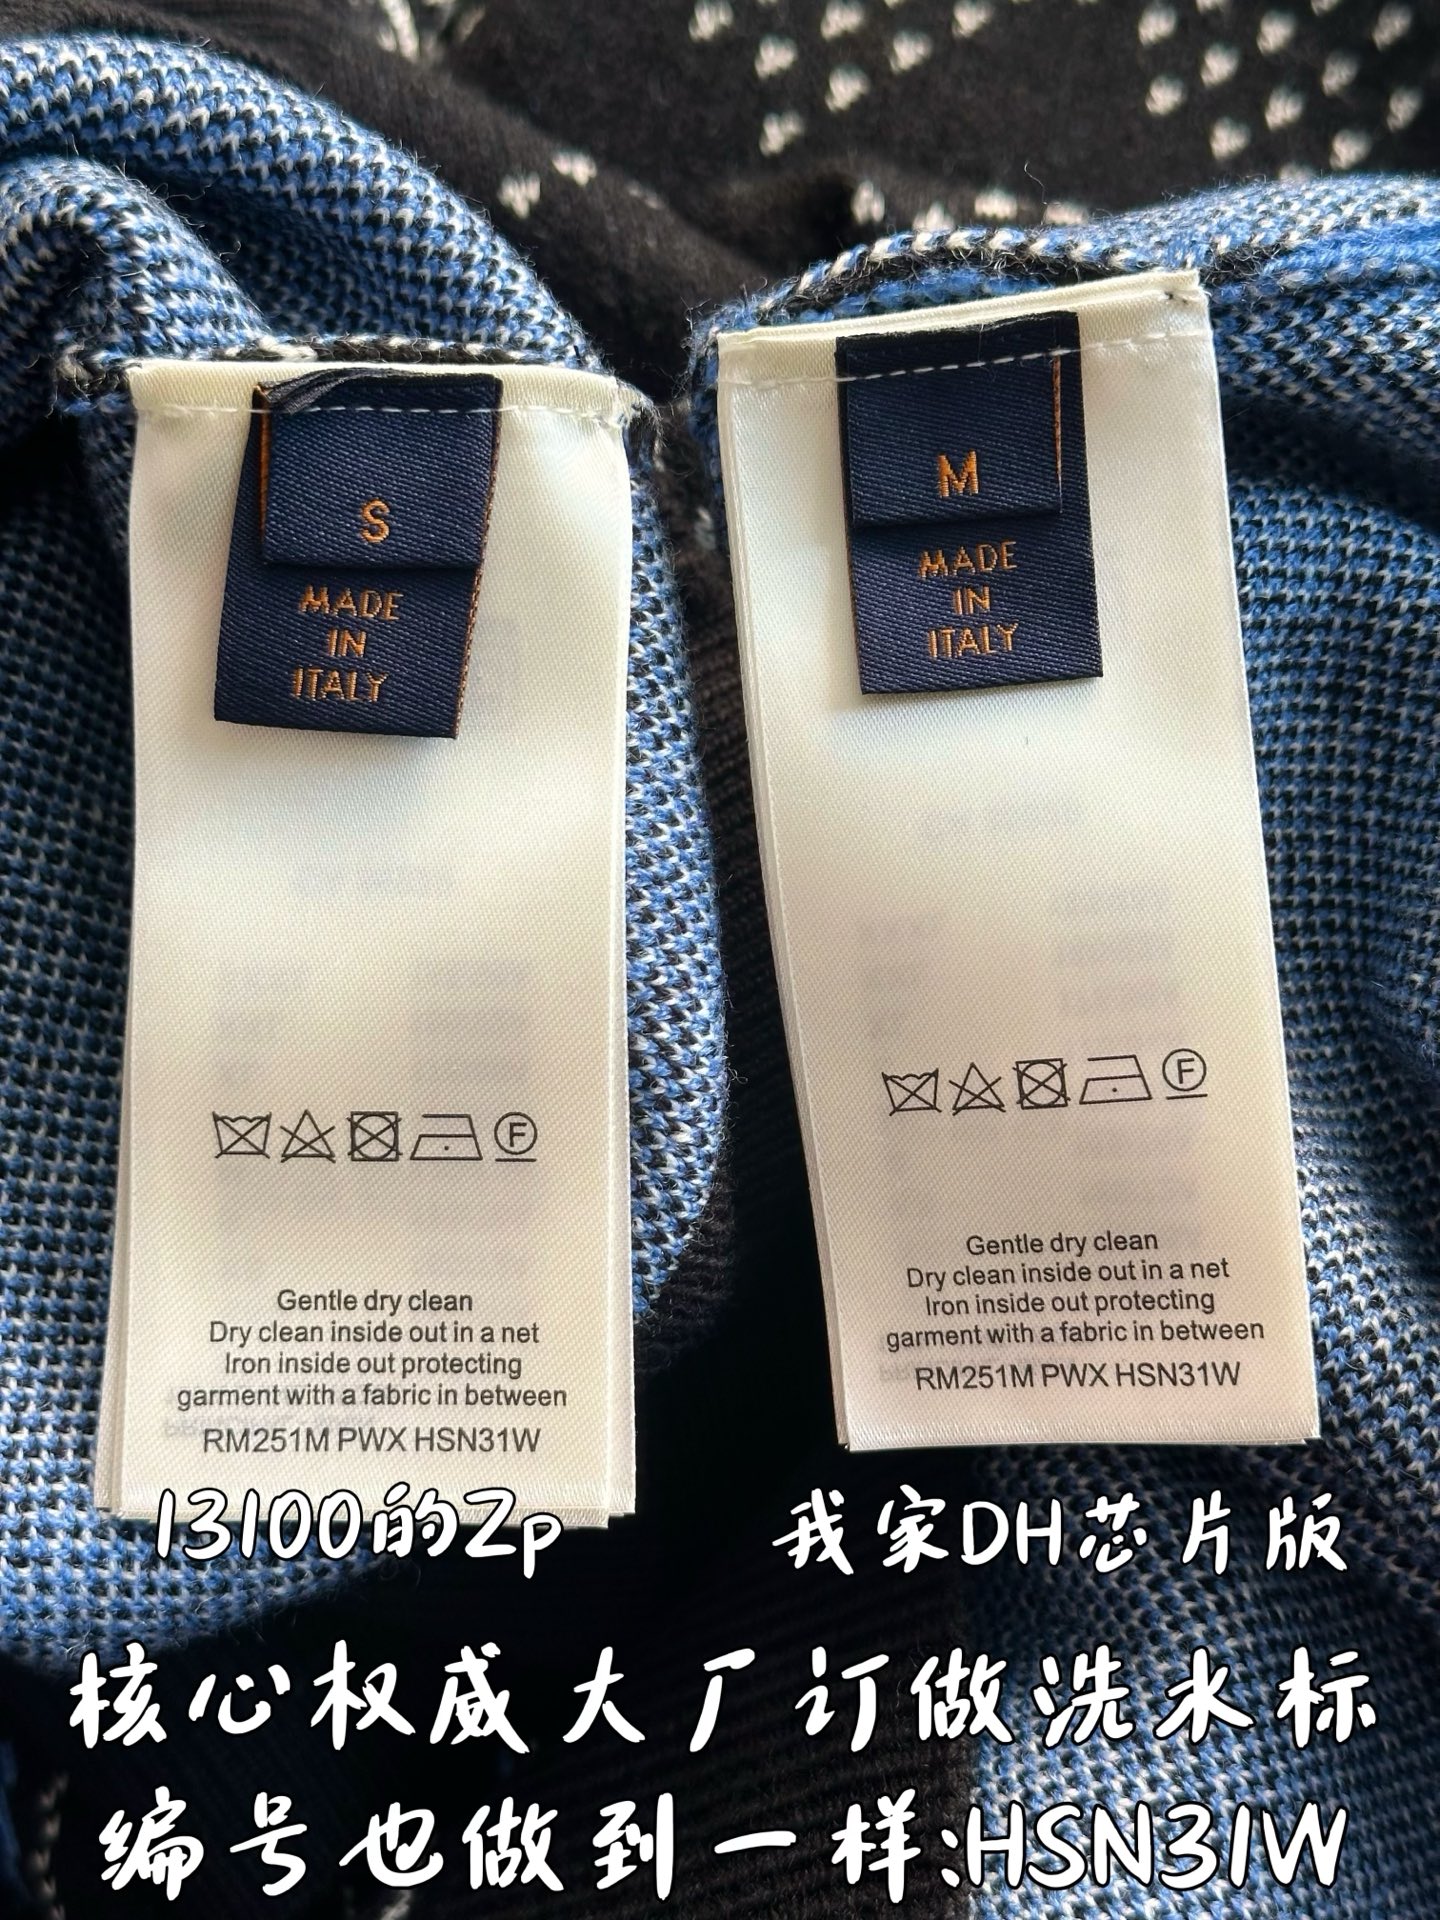 S
MADE
IN
ITALY
Gentle dry clean
Dry clean inside out in a net
Iron inside out protecting
garment with a fabric in between
RM251M PWX HSN31W
M
MADE
IN
ITALY
F
Gentle dry clean
Dry clean inside out in a net
Iron inside out protecting
garment with a fabric in between
RM251M PWX HSN31W
F
13100的Zp
我家DH芯片版
核心权威大厂订做洗水标
编号也做到一样:HSN31W